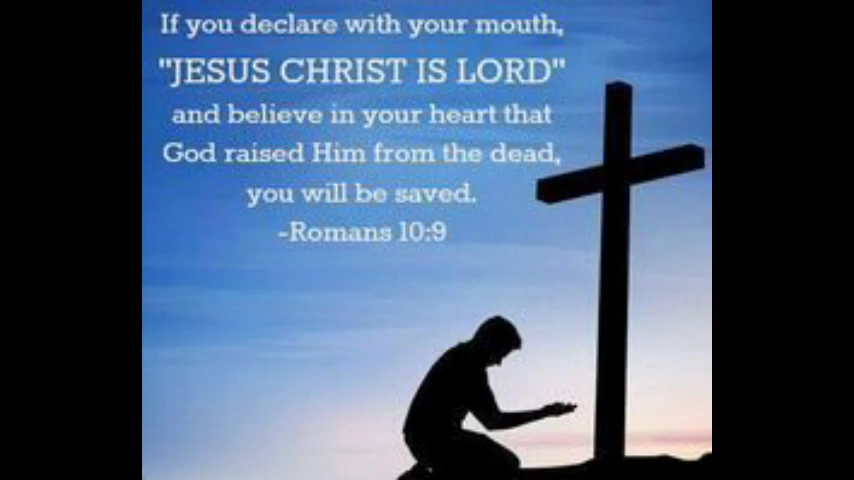 If you declare with your mouth,
"JESUS CHRIST IS LORD"
and believe in your heart that
God raised Him from the dead,
you will be saved.
-Romans 10:9